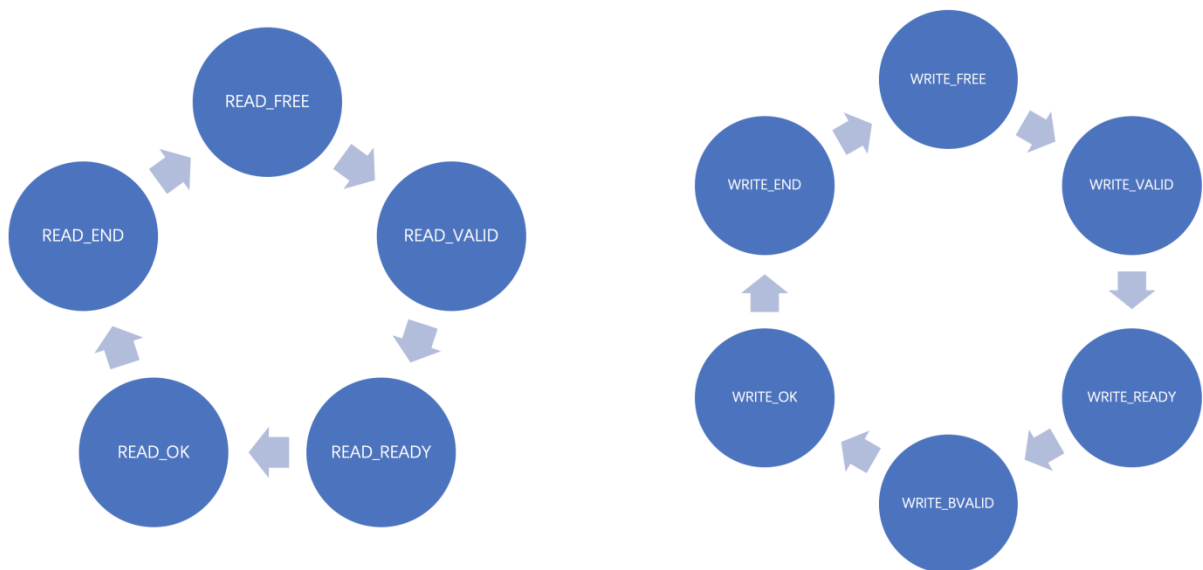 READ_FREE
READ_VALID
READ_READY
READ_OK
READ_END
WRITE_FREE
WRITE_VALID
WRITE_READY
WRITE_BVALID
WRITE_OK
WRITE_END